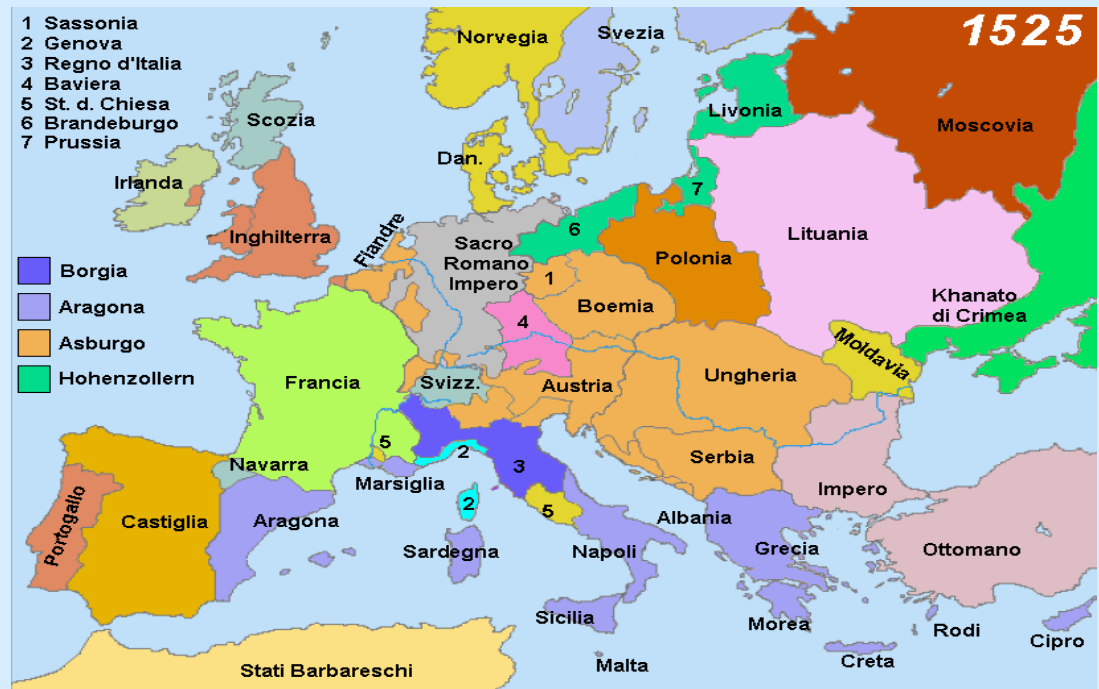 1 Sassonia
2 Genova
3 Regno d'Italia
4 Baviera
5 St. d. Chiesa
6 Brandeburgo
7 Prussia
1525
Norvegia
Svezia
Scozia
Livonia
Moscovia
Dan.
Irlanda
7
Inghilterra
Fiandre
Sacro
Romano
Impero
6
Lituania
Polonia
Borgia
Aragona
Asburgo
Hohenzollern
1
Boemia
Khanato
di Crimea
4
Moldavia
Francia
Svizz.
Austria
Ungheria
5
2
3
Serbia
Navarra
Marsiglia
Impero
Portogallo
Castiglia
Aragona
2
5
Albania
Sardegna
Napoli
Grecia
Ottomano
Sicilia
Morea
Rodi
Cipro
Malta
Creta
Stati Barbareschi